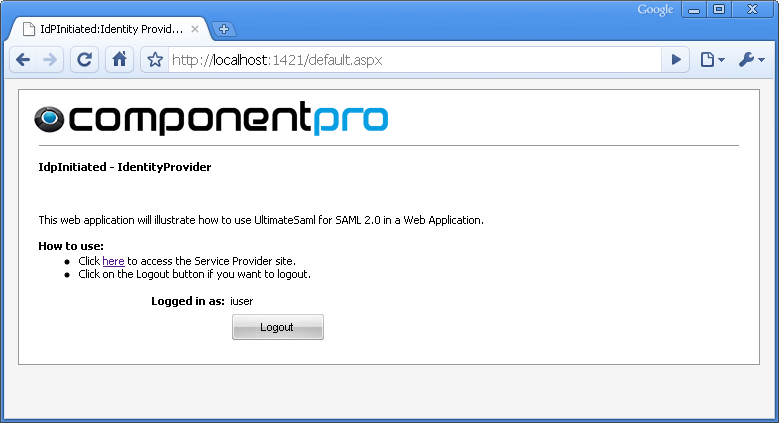 Google
IdPInitiated:Identity Provid...
http://localhost:1421/default.aspx
componentpro
IdpInitiated - IdentityProvider
This web application will illustrate how to use UltimateSaml for SAML 2.0 in a Web Application.
How to use:
• Click here to access the Service Provider site.
• Click on the Logout button if you want to logout.
Logged in as: iuser
Logout